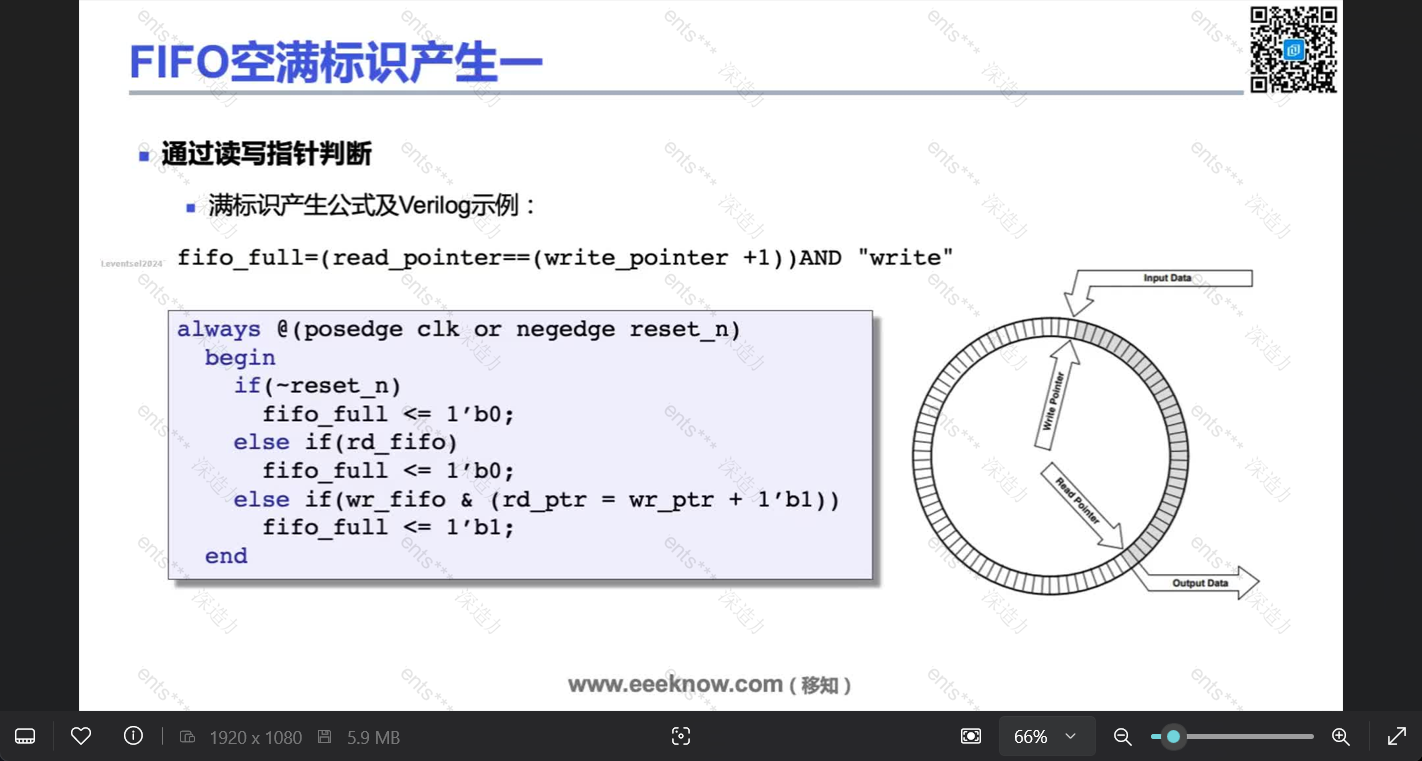 FIFO空满标识产生一
通过读写指针判断
满标识产生公式及Verilog示例：
Leventsel2024
fifo_full=(read_pointer==(write_pointer +1))AND "write"
always @(posedge clk or negedge reset_n)
begin
if(~reset_n)
fifo_full <= 1’b0;
else if(rd_fifo)
fifo_full <= 1’b0;
else if(wr_fifo & (rd_ptr = wr_ptr + 1’b1))
fifo_full <= 1’b1;
end
Input Data
Write Pointer
Read Pointer
Output Data
www.eeeknow.com（移知）
ents*** 深造力
1920 x 1080
5.9 MB
66%